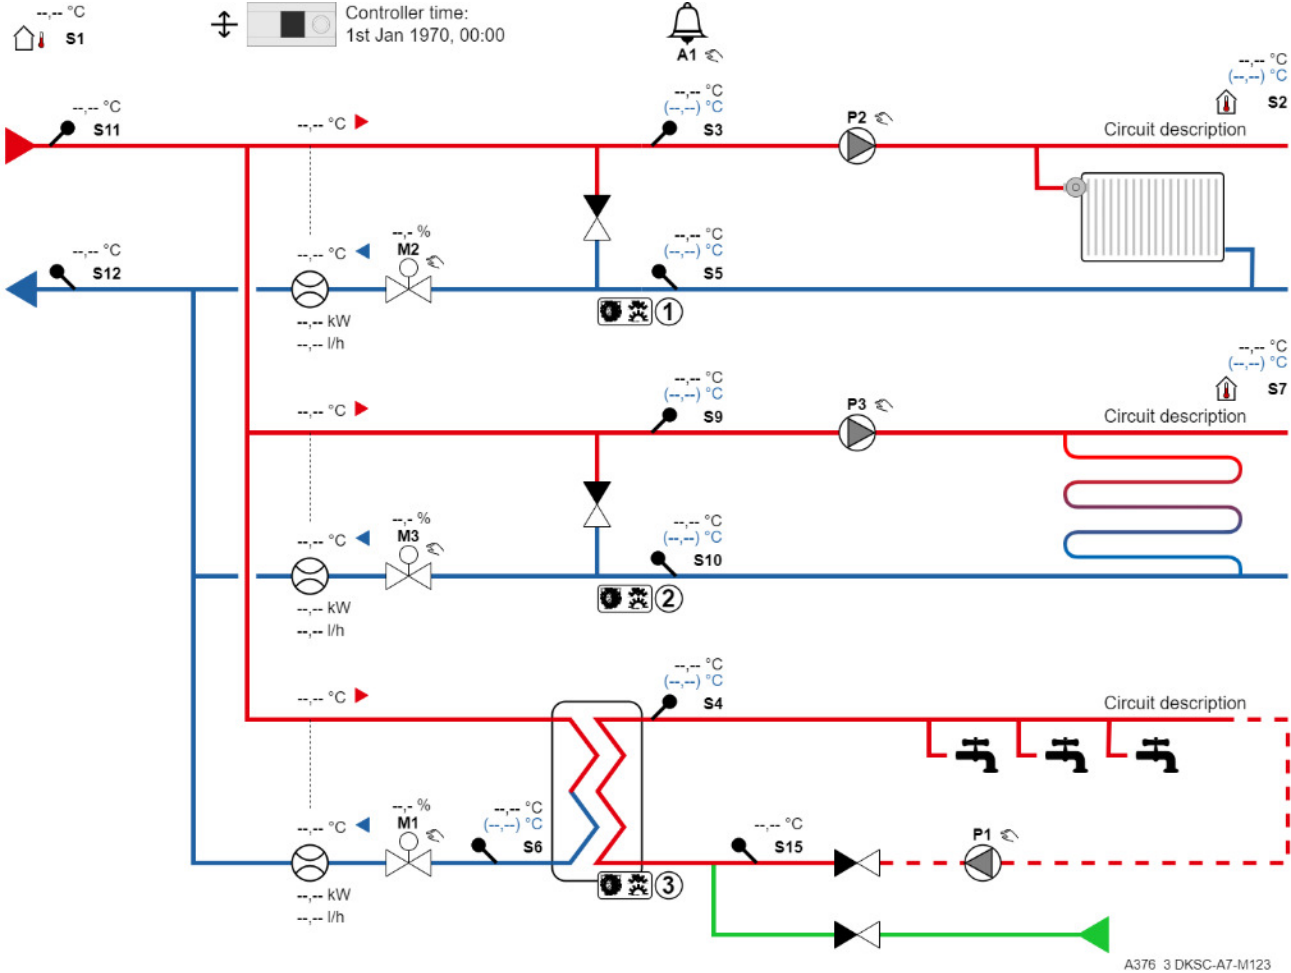 --,-- °C
S1
Controller time:
1st Jan 1970, 00:00
A1
--,-- °C
(--,--) °C
S2
--,-- °C
S11
--,-- °C
--,-- °C
(--,--) °C
S3
P2
Circuit description
--,-- °C
S12
--,-- °C
--,- %
M2
--,-- °C
(--,--) °C
S5
--,-- kW
--,-- l/h
1
--,-- °C
(--,--) °C
S7
--,-- °C
--,-- °C
(--,--) °C
S9
P3
Circuit description
--,-- °C
--,- %
M3
--,-- °C
(--,--) °C
S10
--,-- kW
--,-- l/h
2
--,-- °C
--,-- °C
(--,--) °C
S4
Circuit description
--,-- °C
--,- %
M1
--,-- °C
(--,--) °C
S6
--,-- °C
S15
P1
--,-- kW
--,-- l/h
3
A376_3 DKSC-A7-M123